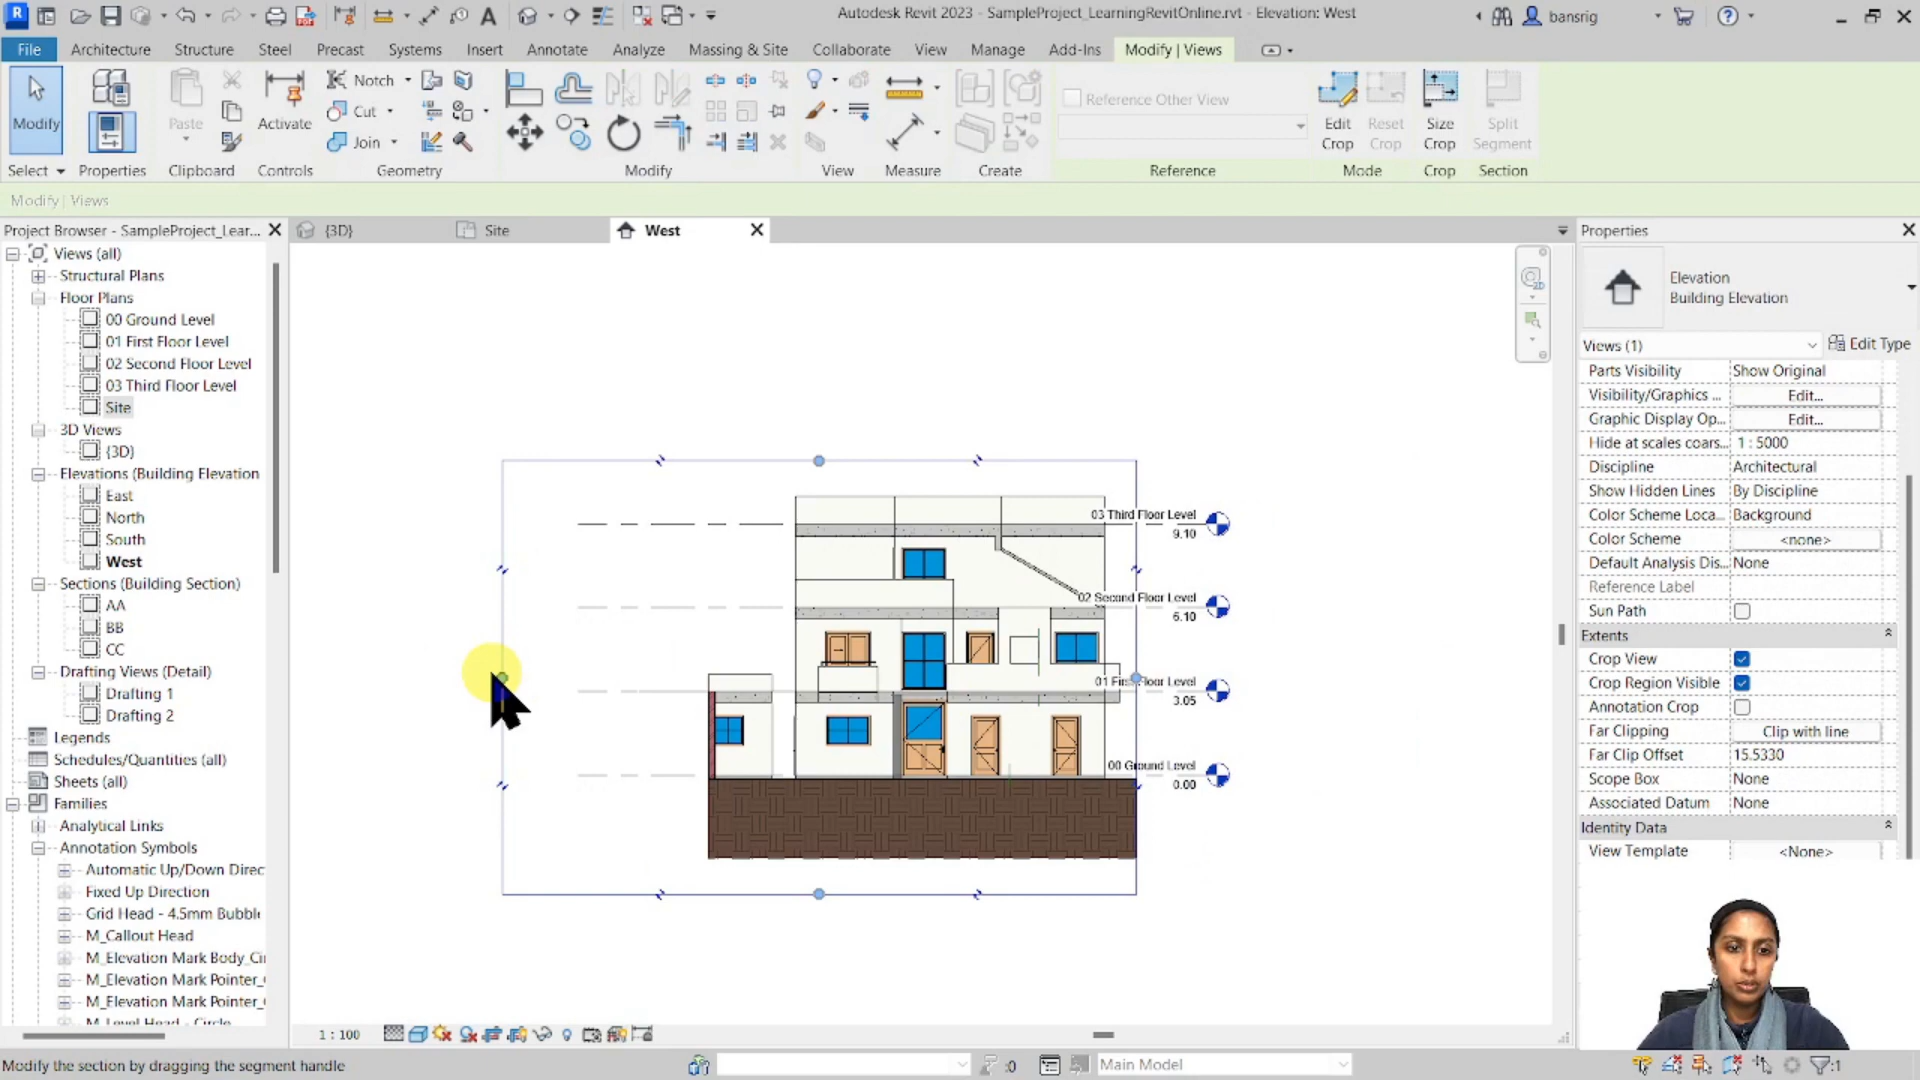 Autodesk Revit 2023 - SampleProject_LearningRevitOnline.rvt - Elevation: West
bansrig
File Architecture Structure Steel Precast Systems Insert Annotate Analyze Massing & Site Collaborate View Manage Add-Ins Modify | Views
Modify
Paste
Activate
Notch
Cut
Join
Reference Other View
Edit Crop
Reset Crop
Size Crop
Split Segment
Select Properties Clipboard Controls Geometry Modify View Measure Create Reference Mode Crop Section
Modify | Views
Project Browser - SampleProject_Lear...
{3D}
Site
West
Properties
Views (all)
Structural Plans
Floor Plans
00 Ground Level
01 First Floor Level
02 Second Floor Level
03 Third Floor Level
Site
3D Views
{3D}
Elevations (Building Elevation
East
North
South
West
Sections (Building Section)
AA
BB
CC
Drafting Views (Detail)
Drafting 1
Drafting 2
Legends
Schedules/Quantities (all)
Sheets (all)
Families
Analytical Links
Annotation Symbols
Automatic Up/Down Direc
Fixed Up Direction
Grid Head - 4.5mm Bubble
M_Callout Head
M_Elevation Mark Body_Ci
M_Elevation Mark Pointer_
M_Elevation Mark Pointer_
M_Level Head - Circle
03 Third Floor Level
9.10
02 Second Floor Level
6.10
01 First Floor Level
3.05
00 Ground Level
0.00
Elevation
Building Elevation
Views (1)
Edit Type
Parts Visibility Show Original
Visibility/Graphics ... Edit...
Graphic Display Op... Edit...
Hide at scales coars... 1 : 5000
Discipline Architectural
Show Hidden Lines By Discipline
Color Scheme Loca... Background
Color Scheme <none>
Default Analysis Dis... None
Reference Label
Sun Path
Extents
Crop View
Crop Region Visible
Annotation Crop
Far Clipping Clip with line
Far Clip Offset 15.5330
Scope Box None
Associated Datum None
Identity Data
View Template <None>
1 : 100
Modify the section by dragging the segment handle
:0
Main Model
:1